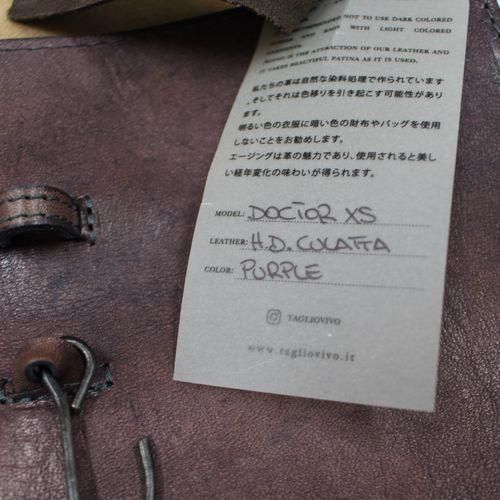 NOT TO USE DARK COLORED
BAGS WITH LIGHT COLORED
IS THE ATTRACTION OF OUR LEATHER AND
IT TAKES BEAUTIFUL PATINA AS IT IS USED.
私たちの革は自然な染料処理で作られています
,そしてそれは色移りを引き起こす可能性があり
ます。
明るい色の衣服に暗い色の財布やバッグを使用
しないことをお勧めします。
エージングは革の魅力であり、使用されると美し
い経年変化の味わいが得られます。
MODEL: DOCTOR XS
LEATHER: H.D. CULATTA
COLOR: PURPLE
TAGLIOVIVO
www.tagliovivo.it